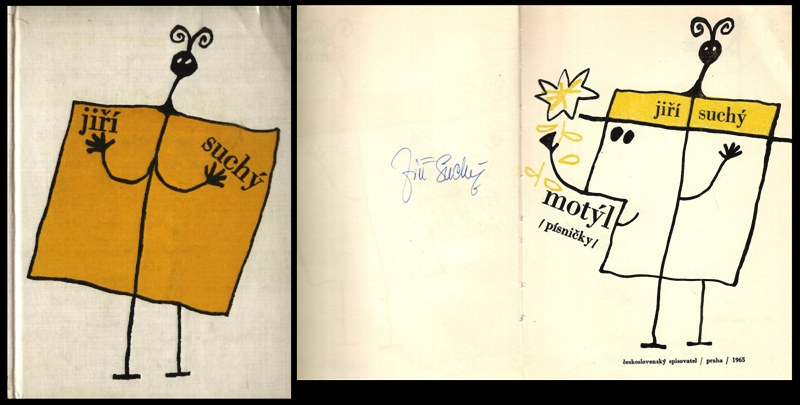 jiří
suchý
Jiří Suchý
jiří suchý
motýl
/písničky/
československý spisovatel / praha / 1965